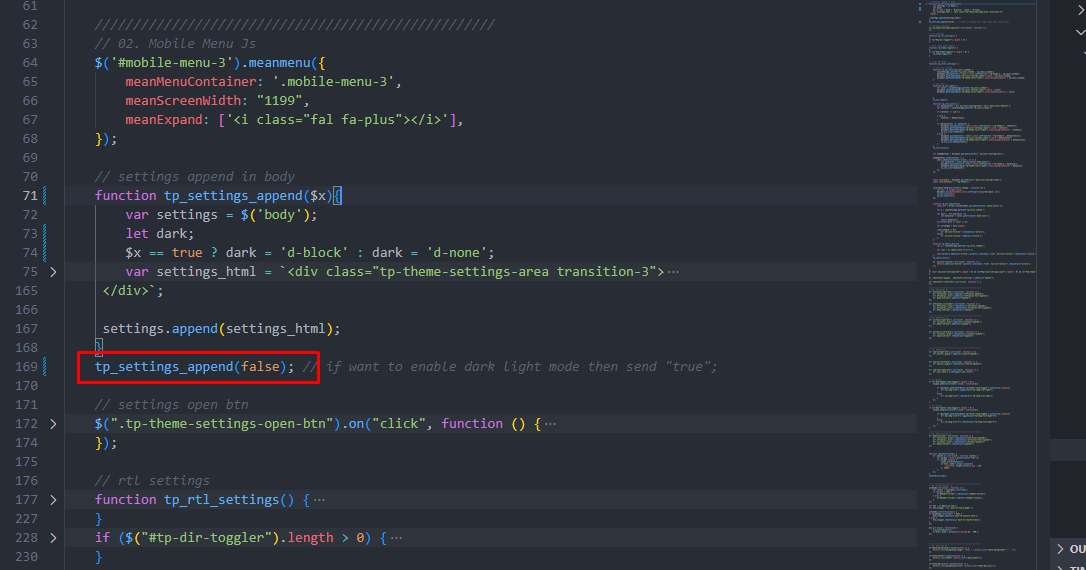 61
62 ////////////////////////////////////////////////////
63 // 02. Mobile Menu Js
64 $('#mobile-menu-3').meanmenu({
65 meanMenuContainer: '.mobile-menu-3',
66 meanScreenWidth: "1199",
67 meanExpand: ['<i class="fal fa-plus"></i>'],
68 });
69
70 // settings append in body
71 function tp_settings_append($x){
72 var settings = $('body');
73 let dark;
74 $x == true ? dark = 'd-block' : dark = 'd-none';
75 var settings_html = `<div class="tp-theme-settings-area transition-3">⋯
165 </div>`;
166
167 settings.append(settings_html);
168 }
169 tp_settings_append(false); // if want to enable dark light mode then send "true";
170
171 // settings open btn
172 $(".tp-theme-settings-open-btn").on("click", function () {⋯
174 });
175
176 // rtl settings
177 function tp_rtl_settings() {⋯
227 }
228 if ($("#tp-dir-toggler").length > 0) {⋯
230 }
OU